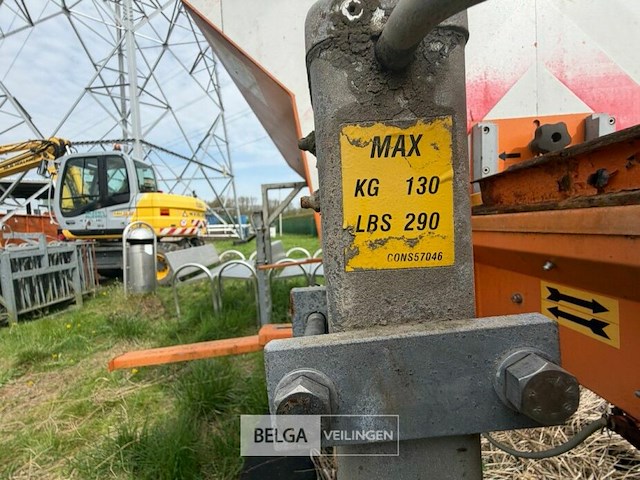 MAX
KG 130
LBS 290
CONS57046
BELGA VEILINGEN